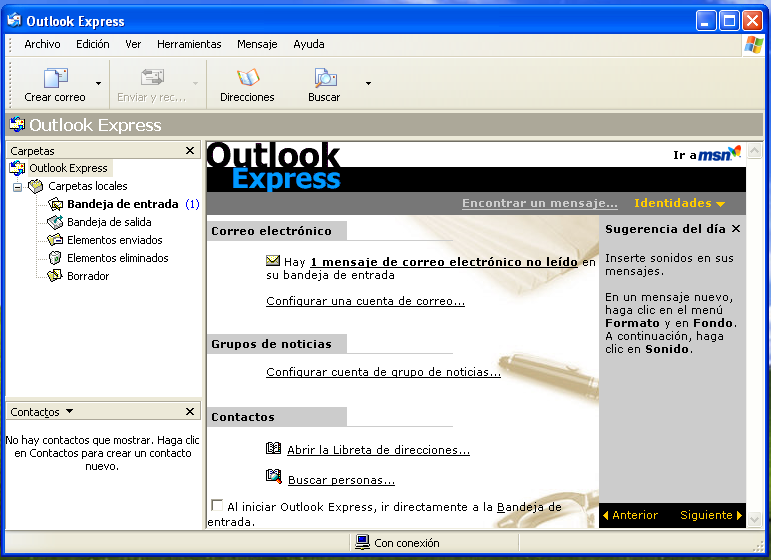 Outlook Express
Archivo Edición Ver Herramientas Mensaje Ayuda
Crear correo Enviar y rec... Direcciones Buscar
Outlook Express
Carpetas
Outlook Express
Carpetas locales
Bandeja de entrada (1)
Bandeja de salida
Elementos enviados
Elementos eliminados
Borrador
Contactos
No hay contactos que mostrar. Haga clic
en Contactos para crear un contacto
nuevo.
Outlook
Express
Ir a msn
Encontrar un mensaje... Identidades
Correo electrónico
Hay 1 mensaje de correo electrónico no leído en
su bandeja de entrada
Configurar una cuenta de correo...
Grupos de noticias
Configurar cuenta de grupo de noticias...
Contactos
Abrir la Libreta de direcciones...
Buscar personas...
Al iniciar Outlook Express, ir directamente a la Bandeja de
entrada.
Sugerencia del día
Inserte sonidos en sus
mensajes.
En un mensaje nuevo,
haga clic en el menú
Formato y en Fondo.
A continuación, haga
clic en Sonido.
Anterior Siguiente
Con conexión